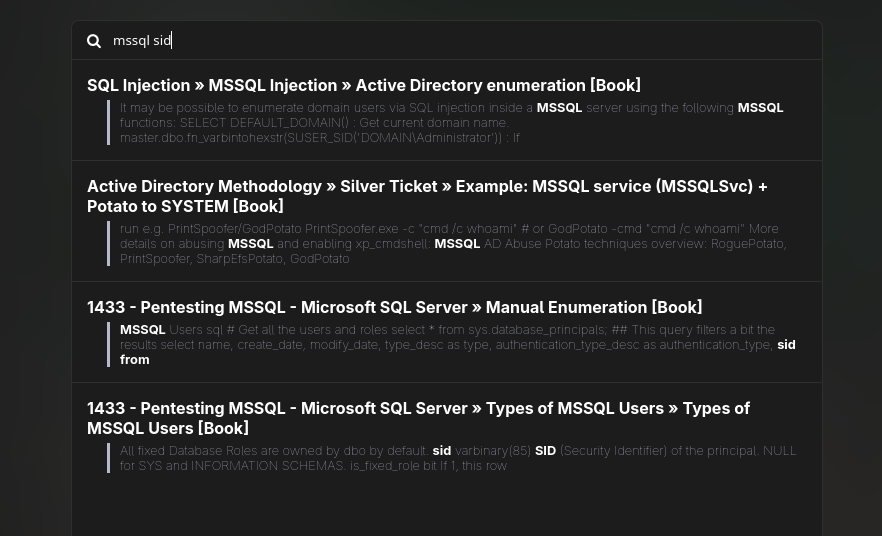 mssql sid
SQL Injection » MSSQL Injection » Active Directory enumeration [Book]
It may be possible to enumerate domain users via SQL injection inside a MSSQL server using the following MSSQL
functions: SELECT DEFAULT_DOMAIN() : Get current domain name.
master.dbo.fn_varbintohexstr(SUSER_SID('DOMAIN\Administrator')) : If
Active Directory Methodology » Silver Ticket » Example: MSSQL service (MSSQLSvc) +
Potato to SYSTEM [Book]
run e.g. PrintSpoofer/GodPotato PrintSpoofer.exe -c "cmd /c whoami" # or GodPotato -cmd "cmd /c whoami" More
details on abusing MSSQL and enabling xp_cmdshell: MSSQL AD Abuse Potato techniques overview: RoguePotato,
PrintSpoofer, SharpEfsPotato, GodPotato
1433 - Pentesting MSSQL - Microsoft SQL Server » Manual Enumeration [Book]
MSSQL Users sql # Get all the users and roles select * from sys.database_principals; ## This query filters a bit the
results select name, create_date, modify_date, type_desc as type, authentication_type_desc as authentication_type, sid
from
1433 - Pentesting MSSQL - Microsoft SQL Server » Types of MSSQL Users » Types of
MSSQL Users [Book]
All fixed Database Roles are owned by dbo by default. sid varbinary(85) SID (Security Identifier) of the principal. NULL
for SYS and INFORMATION SCHEMAS. is_fixed_role bit If 1, this row